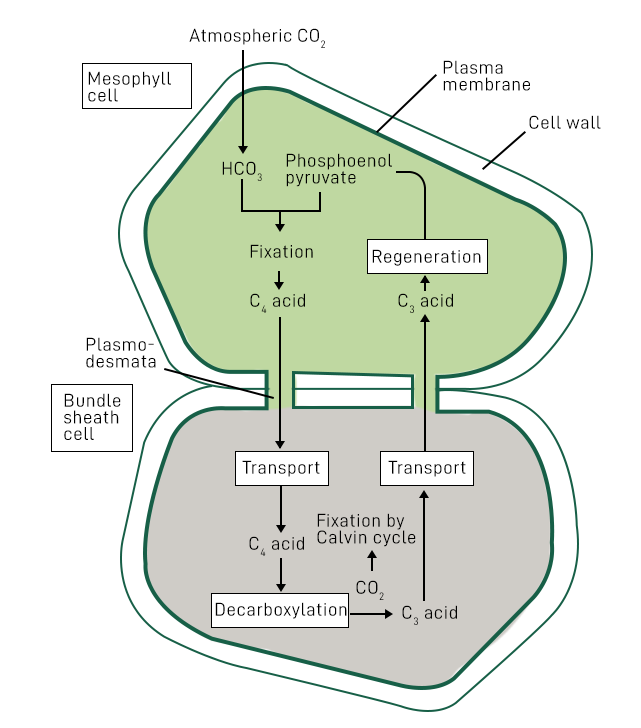 Atmospheric CO₂
Mesophyll
cell
Plasma
membrane
Cell wall
HCO₃
Phosphoenol
pyruvate
Fixation
Regeneration
C₄ acid
C₃ acid
Plasmo-
desmata
Bundle
sheath
cell
Transport
Transport
Fixation by
Calvin cycle
C₄ acid
CO₂
Decarboxylation
C₃ acid